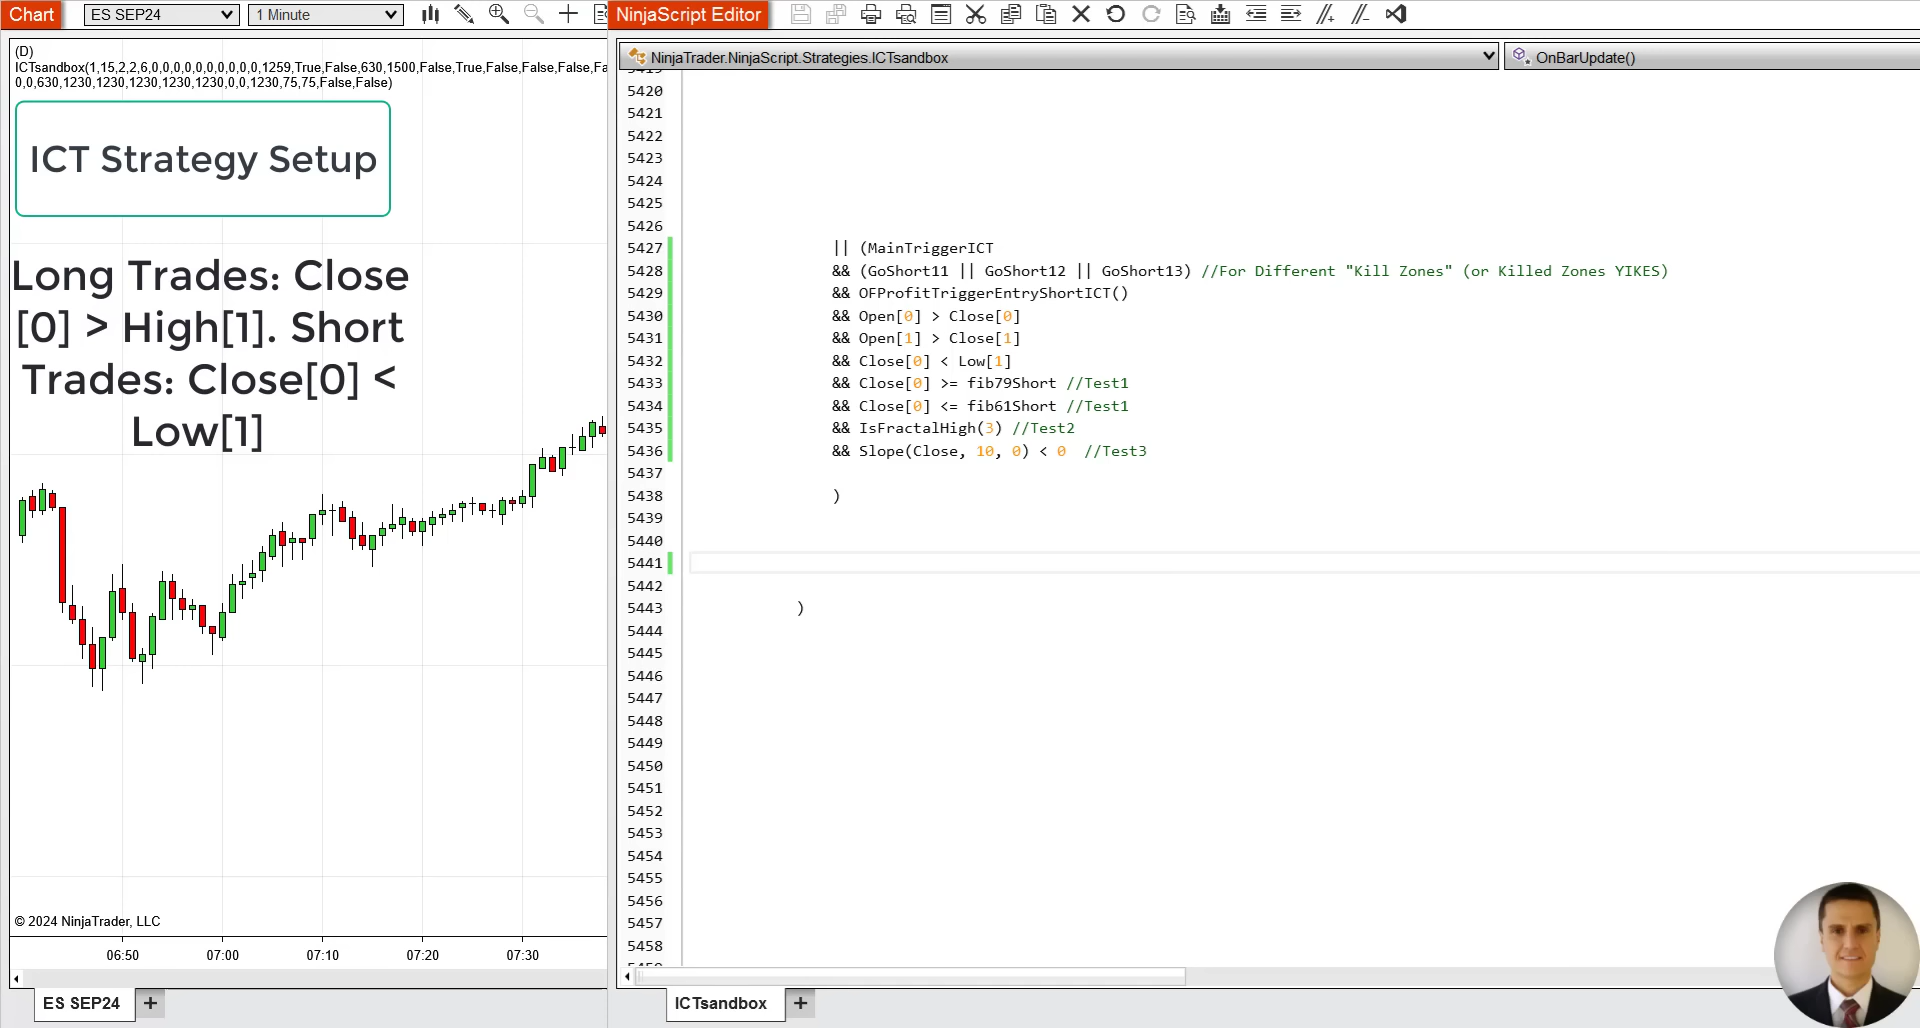 Chart
ES SEP24
1 Minute
(D)
ICTsandbox(1,15,2,2,6,0,0,0,0,0,0,0,0,0,0,1259,True,False,630,1500,False,True,False,False,False,Fa
0,0,630,1230,1230,1230,1230,1230,0,0,1230,75,75,False,False)
ICT Strategy Setup
Long Trades: Close
[0] > High[1]. Short
Trades: Close[0] <
Low[1]
© 2024 NinjaTrader, LLC
06:50 07:00 07:10 07:20 07:30
ES SEP24 +
NinjaScript Editor
NinjaTrader.NinjaScript.Strategies.ICTsandbox
OnBarUpdate()
5420
5421
5422
5423
5424
5425
5426
5427 || (MainTriggerICT
5428 && (GoShort11 || GoShort12 || GoShort13) //For Different "Kill Zones" (or Killed Zones YIKES)
5429 && OFProfitTriggerEntryShortICT()
5430 && Open[0] > Close[0]
5431 && Open[1] > Close[1]
5432 && Close[0] < Low[1]
5433 && Close[0] >= fib79Short //Test1
5434 && Close[0] <= fib61Short //Test1
5435 && IsFractalHigh(3) //Test2
5436 && Slope(Close, 10, 0) < 0 //Test3
5437
5438 )
5439
5440
5441
5442
5443 )
5444
5445
5446
5447
5448
5449
5450
5451
5452
5453
5454
5455
5456
5457
5458
ICTsandbox +